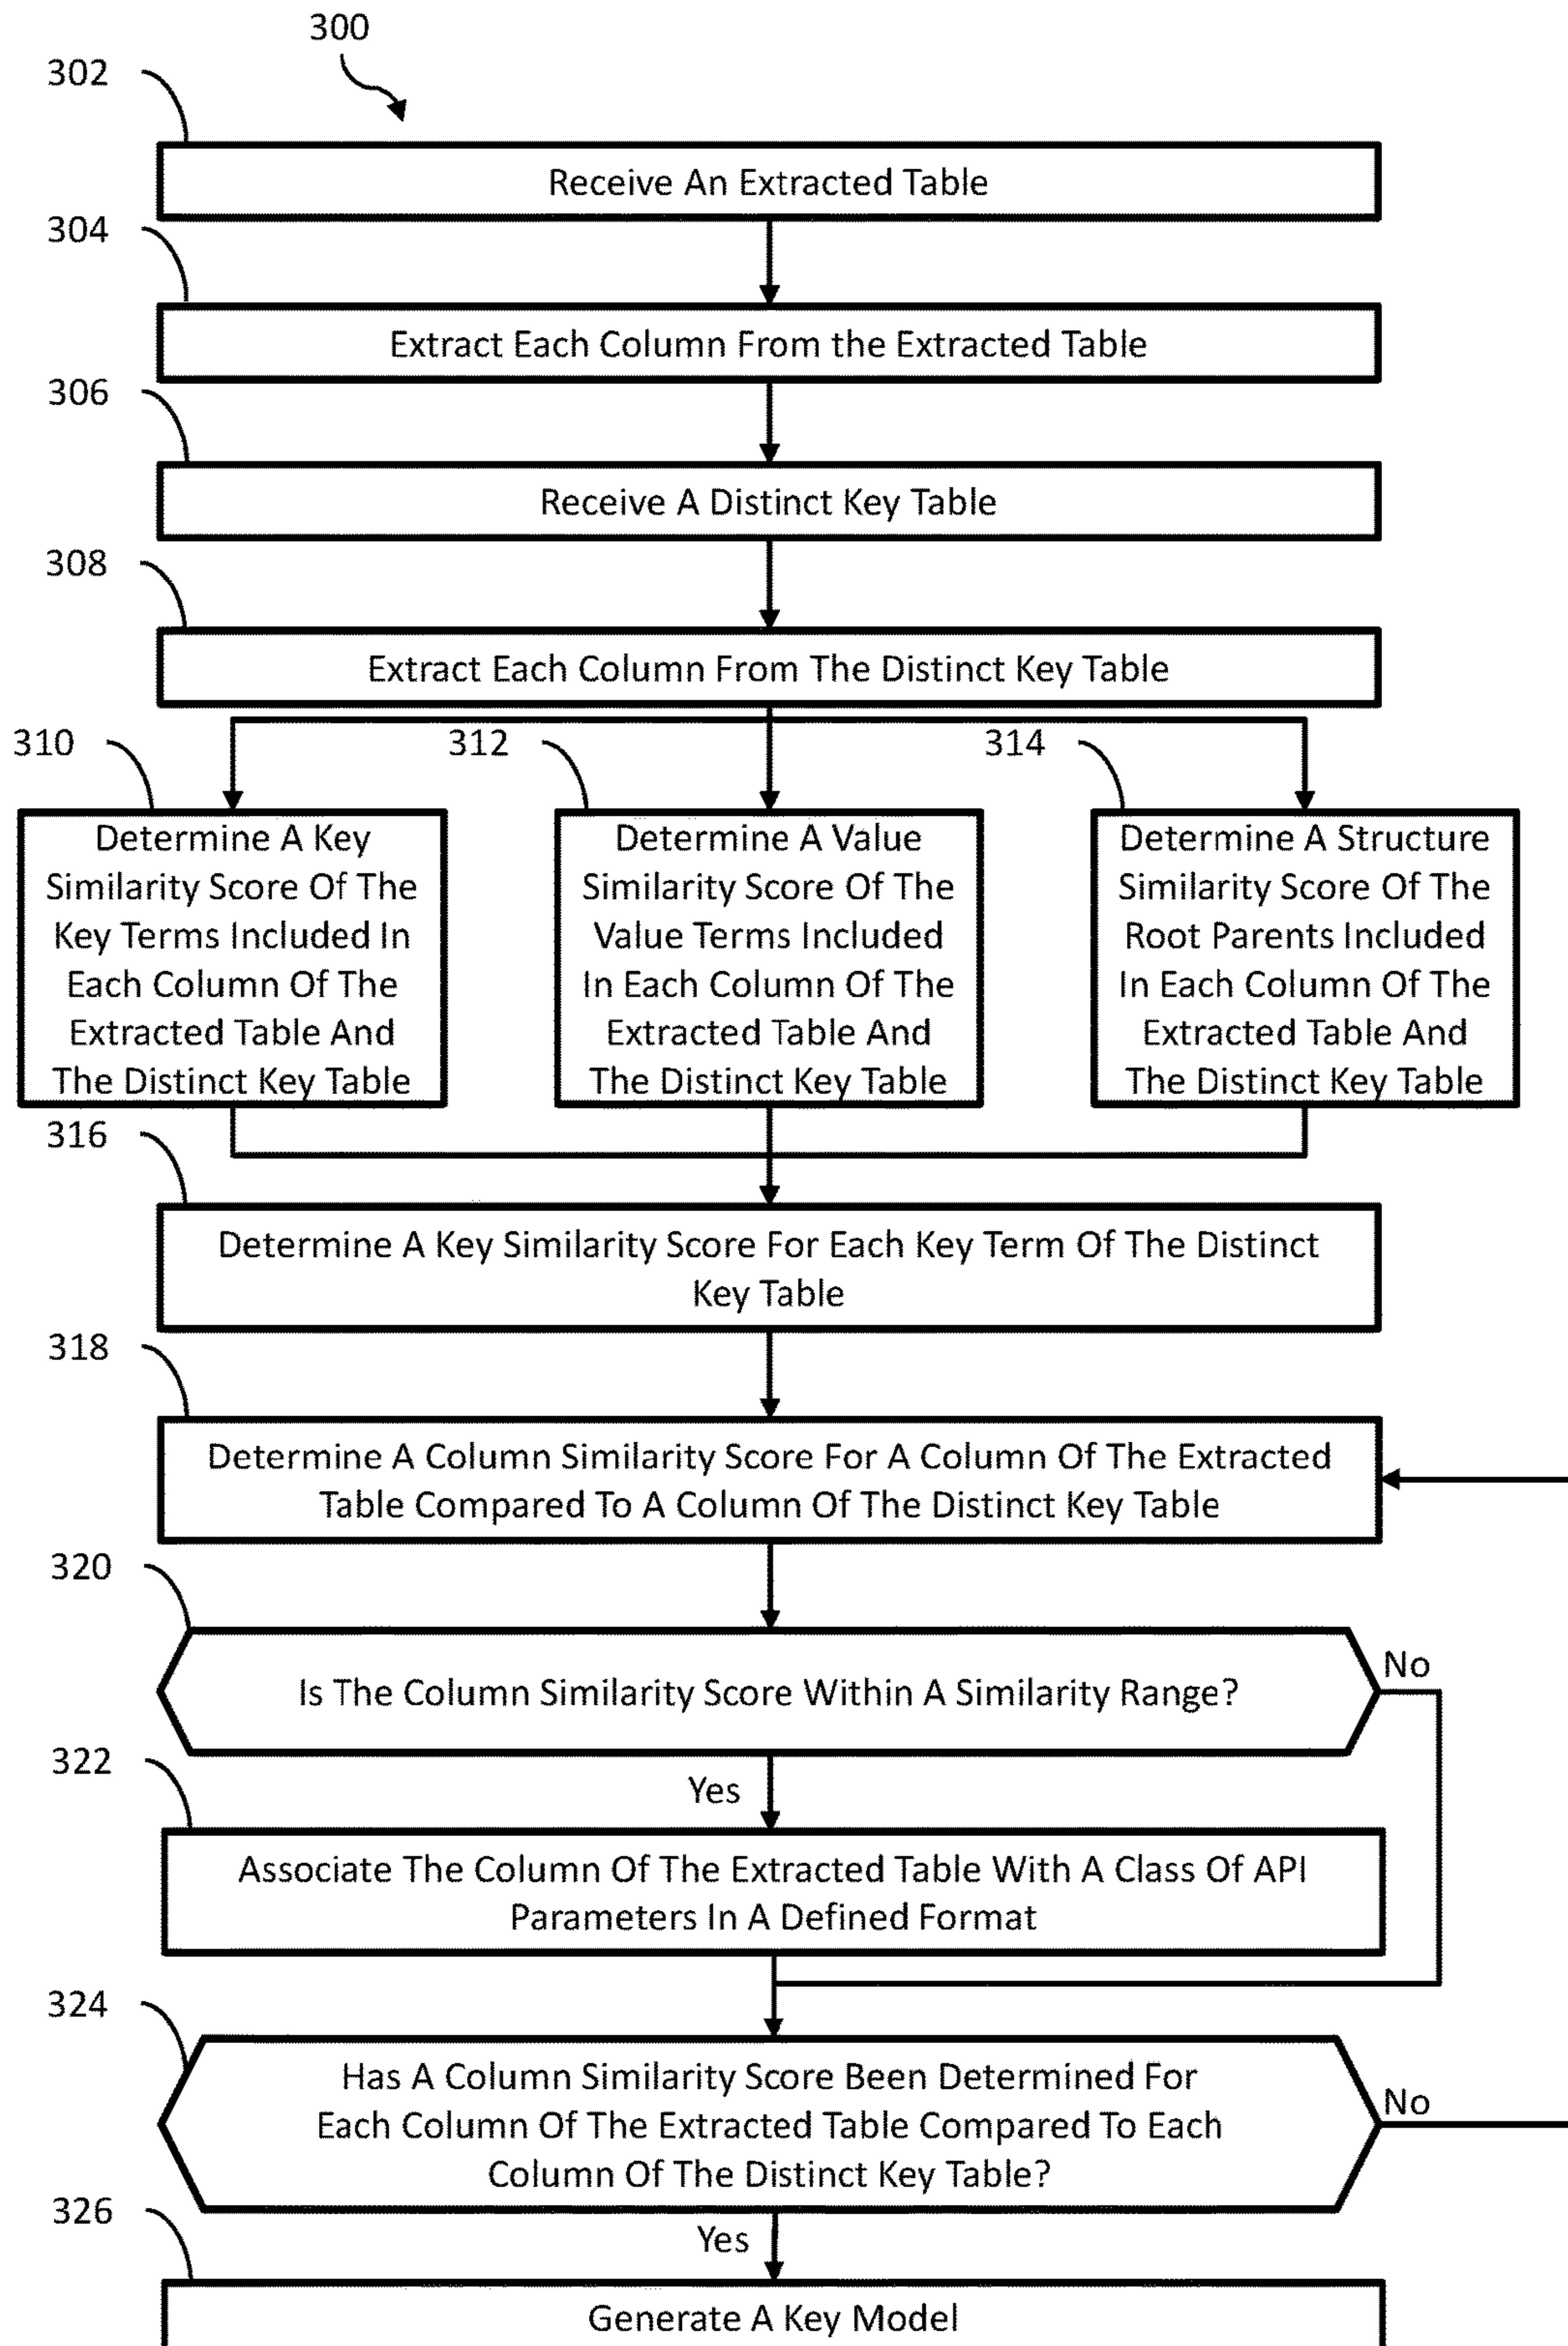 300
302
Receive An Extracted Table
304
Extract Each Column From the Extracted Table
306
Receive A Distinct Key Table
308
Extract Each Column From The Distinct Key Table
310
Determine A Key
Similarity Score Of The
Key Terms Included In
Each Column Of The
Extracted Table And
The Distinct Key Table
312
Determine A Value
Similarity Score Of The
Value Terms Included
In Each Column Of The
Extracted Table And
The Distinct Key Table
314
Determine A Structure
Similarity Score Of The
Root Parents Included
In Each Column Of The
Extracted Table And
The Distinct Key Table
316
Determine A Key Similarity Score For Each Key Term Of The Distinct
Key Table
318
Determine A Column Similarity Score For A Column Of The Extracted
Table Compared To A Column Of The Distinct Key Table
320
Is The Column Similarity Score Within A Similarity Range?
No
322
Yes
Associate The Column Of The Extracted Table With A Class Of API
Parameters In A Defined Format
324
Has A Column Similarity Score Been Determined For
Each Column Of The Extracted Table Compared To Each
Column Of The Distinct Key Table?
No
326
Yes
Generate A Key Model